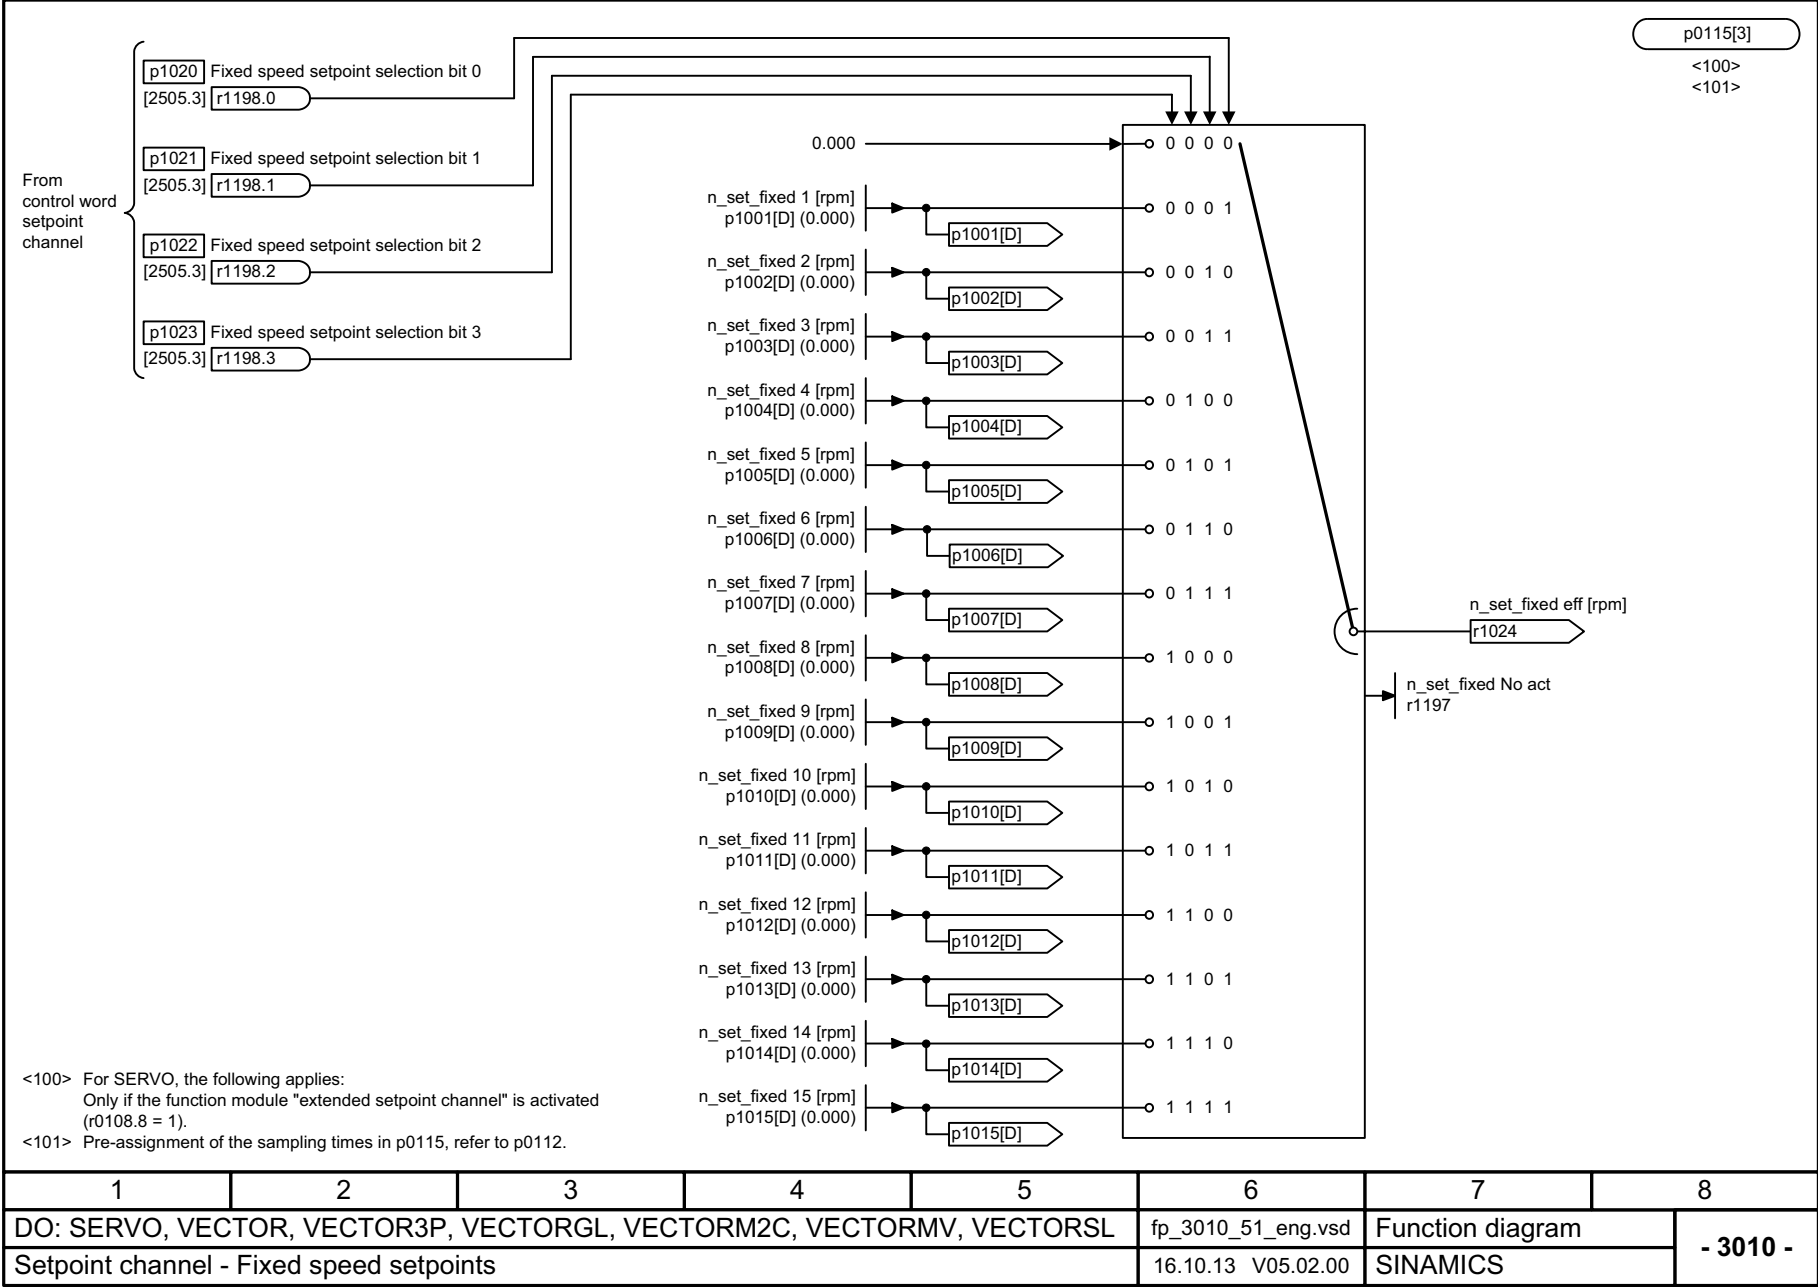 p0115[3]
<100>
<101>
From
control word
setpoint
channel
p1020 Fixed speed setpoint selection bit 0
[2505.3] r1198.0
p1021 Fixed speed setpoint selection bit 1
[2505.3] r1198.1
p1022 Fixed speed setpoint selection bit 2
[2505.3] r1198.2
p1023 Fixed speed setpoint selection bit 3
[2505.3] r1198.3
0.000 0 0 0 0
n_set_fixed 1 [rpm]
p1001[D] (0.000) 0 0 0 1
p1001[D]
n_set_fixed 2 [rpm]
p1002[D] (0.000) 0 0 1 0
p1002[D]
n_set_fixed 3 [rpm]
p1003[D] (0.000) 0 0 1 1
p1003[D]
n_set_fixed 4 [rpm]
p1004[D] (0.000) 0 1 0 0
p1004[D]
n_set_fixed 5 [rpm]
p1005[D] (0.000) 0 1 0 1
p1005[D]
n_set_fixed 6 [rpm]
p1006[D] (0.000) 0 1 1 0
p1006[D]
n_set_fixed 7 [rpm]
p1007[D] (0.000) 0 1 1 1
p1007[D]
n_set_fixed 8 [rpm]
p1008[D] (0.000) 1 0 0 0
p1008[D]
n_set_fixed 9 [rpm]
p1009[D] (0.000) 1 0 0 1
p1009[D]
n_set_fixed 10 [rpm]
p1010[D] (0.000) 1 0 1 0
p1010[D]
n_set_fixed 11 [rpm]
p1011[D] (0.000) 1 0 1 1
p1011[D]
n_set_fixed 12 [rpm]
p1012[D] (0.000) 1 1 0 0
p1012[D]
n_set_fixed 13 [rpm]
p1013[D] (0.000) 1 1 0 1
p1013[D]
n_set_fixed 14 [rpm]
p1014[D] (0.000) 1 1 1 0
p1014[D]
n_set_fixed 15 [rpm]
p1015[D] (0.000) 1 1 1 1
p1015[D]
n_set_fixed eff [rpm]
r1024
n_set_fixed No act
r1197
<100> For SERVO, the following applies:
Only if the function module "extended setpoint channel" is activated
(r0108.8 = 1).
<101> Pre-assignment of the sampling times in p0115, refer to p0112.
1 2 3 4 5 6 7 8
DO: SERVO, VECTOR, VECTOR3P, VECTORGL, VECTORM2C, VECTORMV, VECTORSL fp_3010_51_eng.vsd Function diagram
- 3010 -
Setpoint channel - Fixed speed setpoints 16.10.13 V05.02.00 SINAMICS